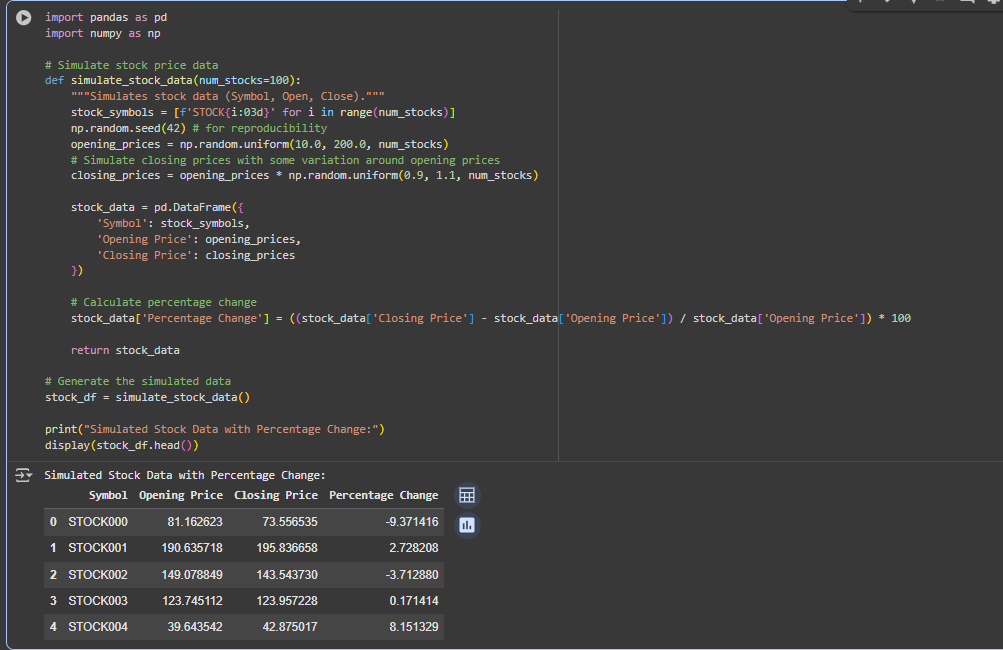 import pandas as pd
import numpy as np
# Simulate stock price data
def simulate_stock_data(num_stocks=100):
"""Simulates stock data (Symbol, Open, Close)."""
stock_symbols = [f'STOCK{i:03d}' for i in range(num_stocks)]
np.random.seed(42) # for reproducibility
opening_prices = np.random.uniform(10.0, 200.0, num_stocks)
# Simulate closing prices with some variation around opening prices
closing_prices = opening_prices * np.random.uniform(0.9, 1.1, num_stocks)
stock_data = pd.DataFrame({
'Symbol': stock_symbols,
'Opening Price': opening_prices,
'Closing Price': closing_prices
})
# Calculate percentage change
stock_data['Percentage Change'] = ((stock_data['Closing Price'] - stock_data['Opening Price']) / stock_data['Opening Price']) * 100
return stock_data
# Generate the simulated data
stock_df = simulate_stock_data()
print("Simulated Stock Data with Percentage Change:")
display(stock_df.head())
Simulated Stock Data with Percentage Change:
Symbol Opening Price Closing Price Percentage Change
0 STOCK000 81.162623 73.556535 -9.371416
1 STOCK001 190.635718 195.836658 2.728208
2 STOCK002 149.078849 143.543730 -3.712880
3 STOCK003 123.745112 123.957228 0.171414
4 STOCK004 39.643542 42.875017 8.151329